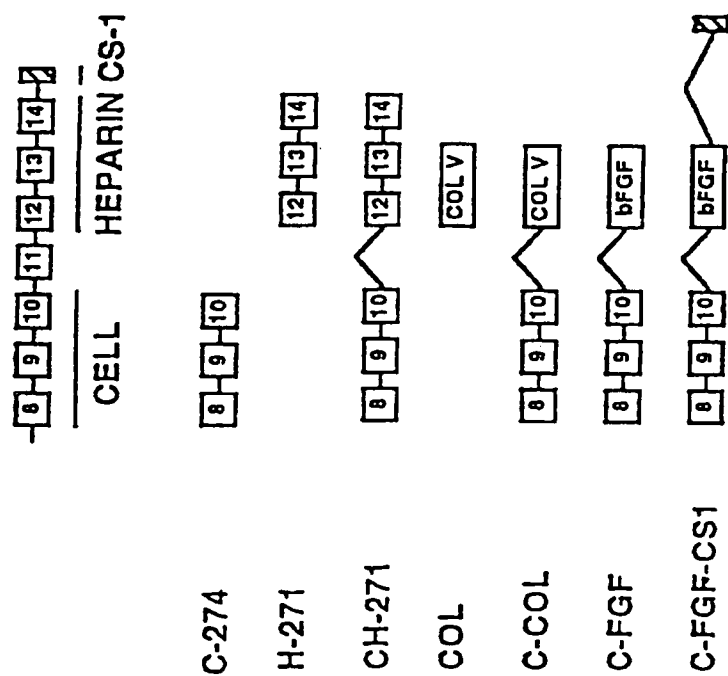 8 9 10 11 12 13 14
CELL HEPARIN CS-1
C-274 8 9 10
H-271 12 13 14
CH-271 8 9 10 12 13 14
COL COL V
C-COL 8 9 10 COL V
C-FGF 8 9 10 bFGF
C-FGF-CS1 8 9 10 bFGF